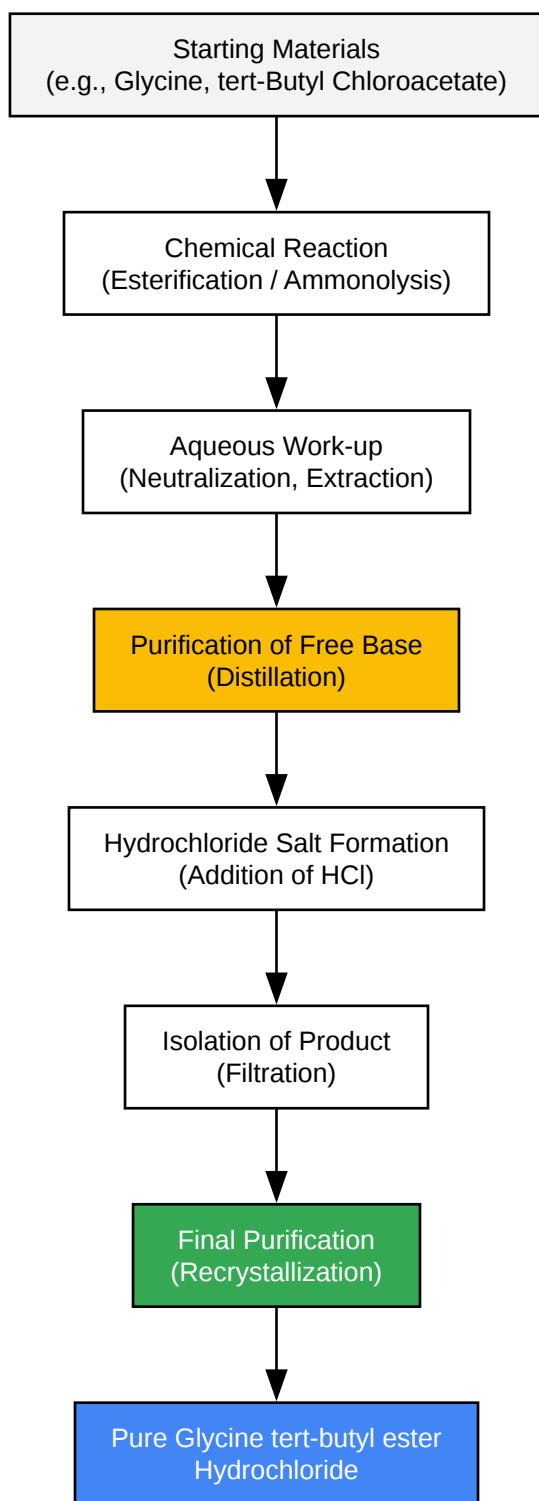 Starting Materials
(e.g., Glycine, tert-Butyl Chloroacetate)
Chemical Reaction
(Esterification / Ammonolysis)
Aqueous Work-up
(Neutralization, Extraction)
Purification of Free Base
(Distillation)
Hydrochloride Salt Formation
(Addition of HCl)
Isolation of Product
(Filtration)
Final Purification
(Recrystallization)
Pure Glycine tert-butyl ester
Hydrochloride